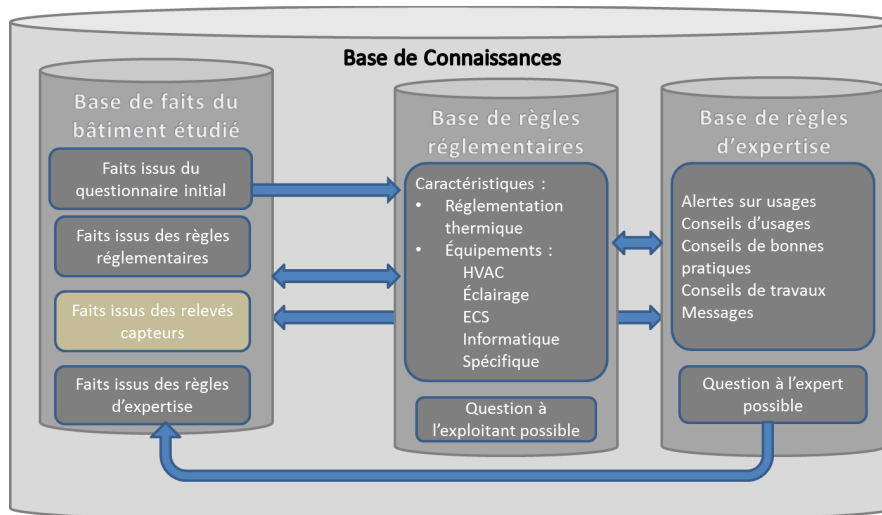 Base de Connaissances
Base de faits du
bâtiment étudié
Faits issus du
questionnaire initial
Faits issus des règles
réglementaires
Faits issus des relevés
capteurs
Faits issus des règles
d'expertise
Base de règles
réglementaires
Caractéristiques :
• Réglementation
thermique
• Équipements :
HVAC
Éclairage
ECS
Informatique
Spécifique
Question à
l'exploitant possible
Base de règles
d'expertise
Alertes sur usages
Conseils d'usages
Conseils de bonnes
pratiques
Conseils de travaux
Messages
Question à l'expert
possible